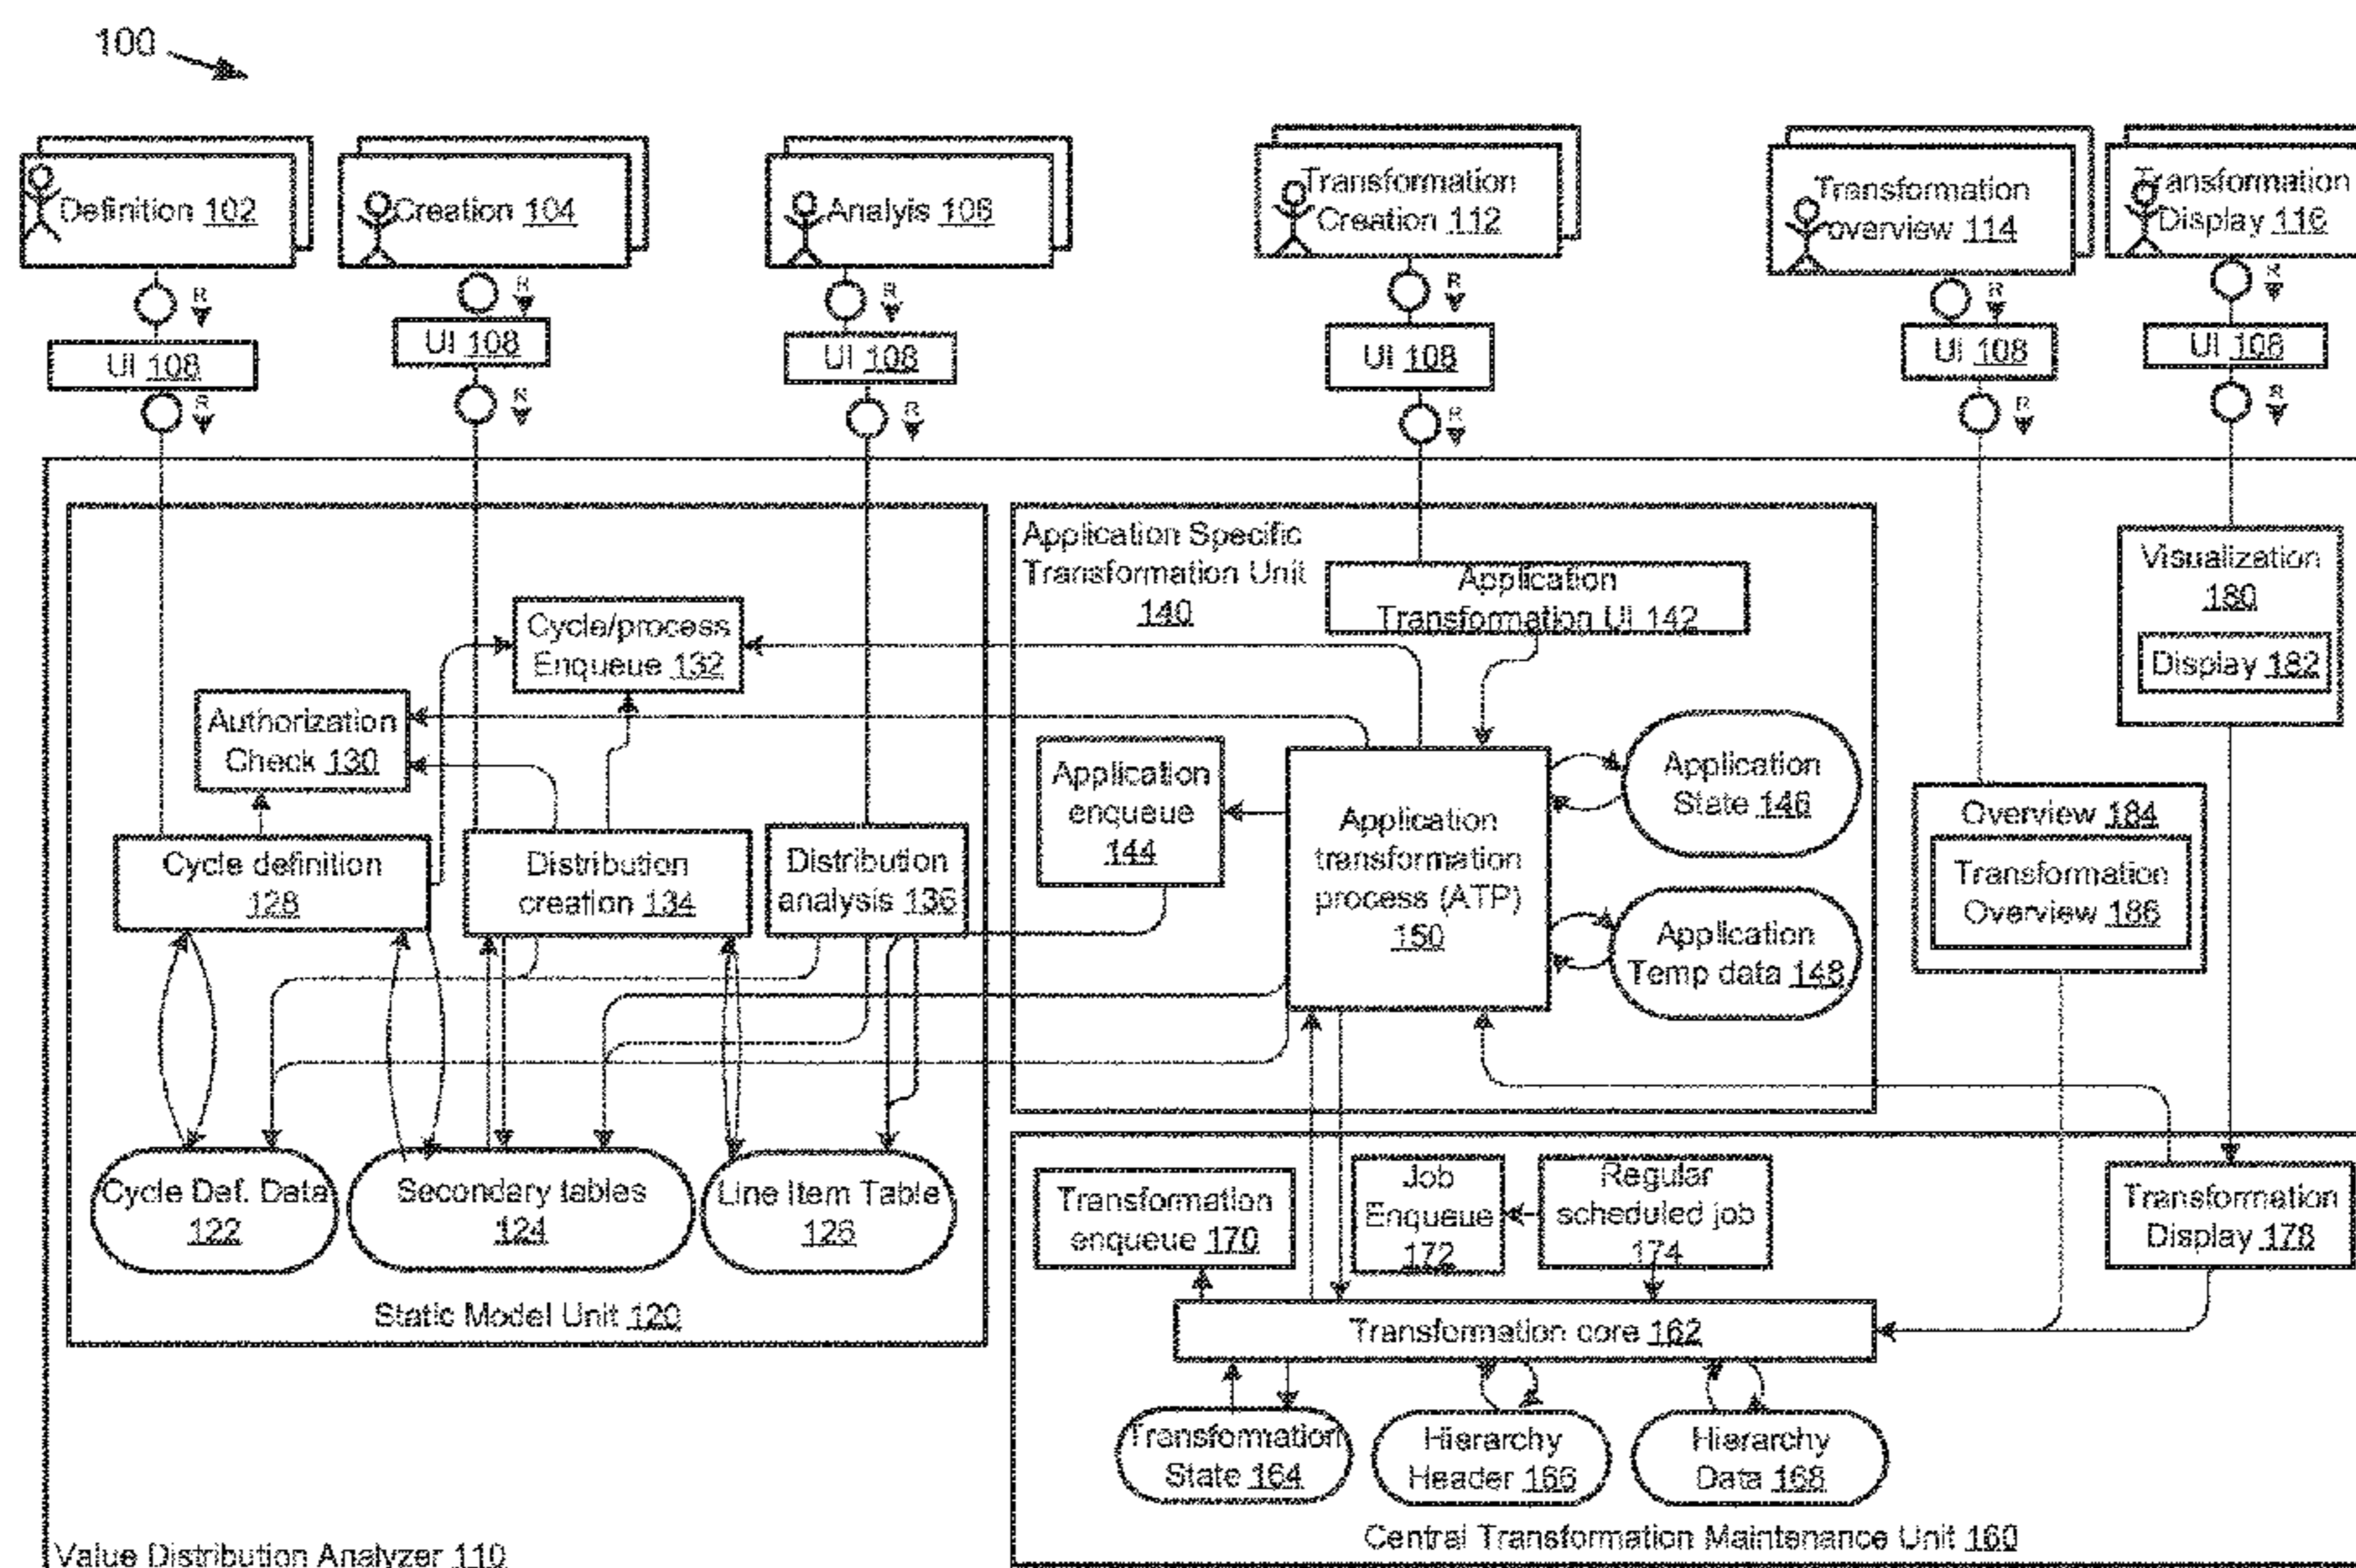 100
Definition 102
Creation 104
Analyis 106
Transformation
Creation 112
Transformation
overview 114
Transformation
Display 116
R
R
R
R
R
R
UI 108
UI 108
UI 108
UI 108
UI 108
UI 108
R
R
R
R
R
R
Application Specific
Transformation Unit
140
Application
Transformation UI 142
Visualization
180
Display 182
Cycle/process
Enqueue 132
Authorization
Check 130
Application
enqueue
144
Application
transformation
process (ATP)
150
Application
State 146
Application
Temp data 148
Overview 184
Transformation
Overview 186
Cycle definition
128
Distribution
creation 134
Distribution
analysis 136
Cycle Def. Data
122
Secondary tables
124
Line Item Table
126
Static Model Unit 120
Transformation
enqueue 170
Job
Enqueue
172
Regular
scheduled job
174
Transformation
Display 178
Transformation core 162
Transformation
State 164
Hierarchy
Header 166
Hierarchy
Data 168
Central Transformation Maintenance Unit 160
Value Distribution Analyzer 110